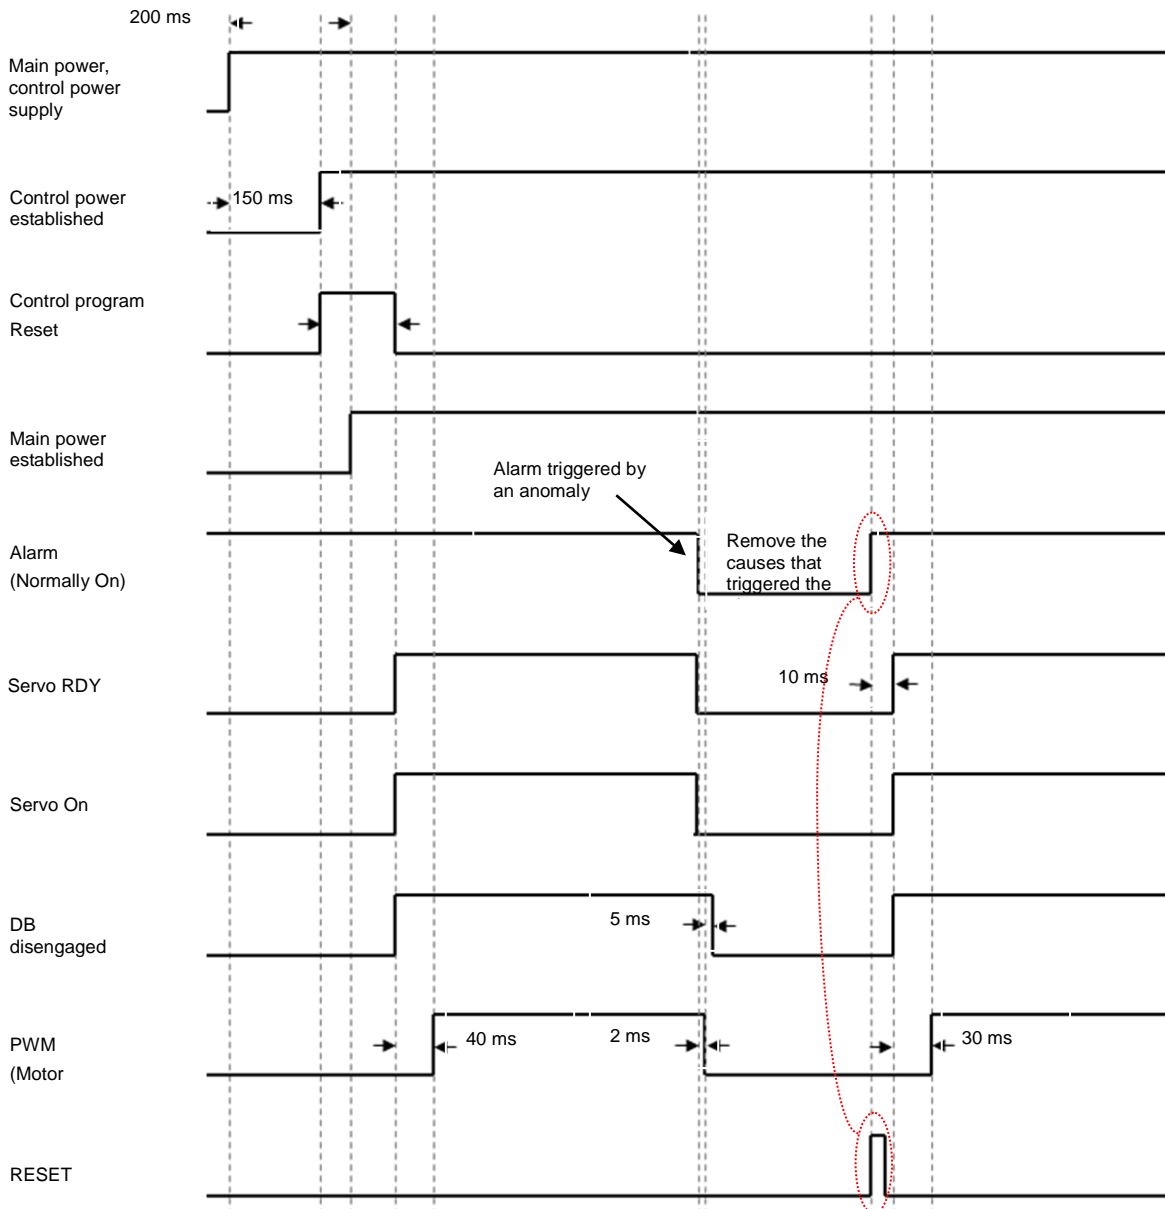 200 ms
Main power,
control power
supply
Control power
established
150 ms
Control program
Reset
Main power
established
Alarm triggered by
an anomaly
Alarm
(Normally On)
Remove the
causes that
triggered the
Servo RDY
10 ms
Servo On
DB
disengaged
5 ms
PWM
(Motor
40 ms
2 ms
30 ms
RESET